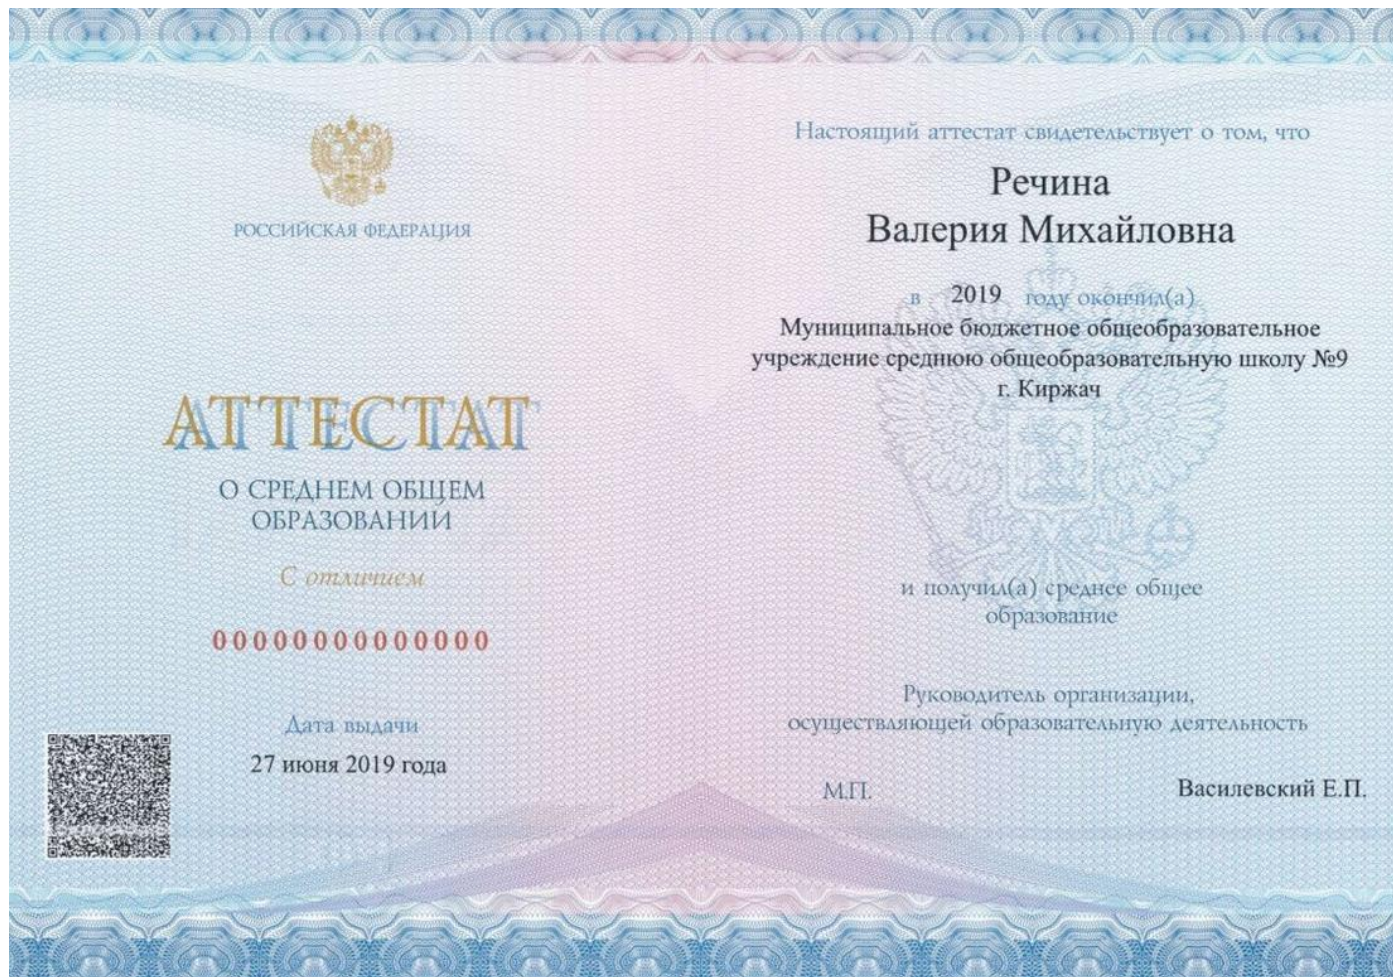 РОССИЙСКАЯ ФЕДЕРАЦИЯ
АТТЕСТАТ
О СРЕДНЕМ ОБЩЕМ
ОБРАЗОВАНИИ
С отличием
00000000000000
Дата выдачи
27 июня 2019 года
Настоящий аттестат свидетельствует о том, что
Речина
Валерия Михайловна
в 2019 году окончил(а)
Муниципальное бюджетное общеобразовательное
учреждение среднюю общеобразовательную школу №9
г. Киржач
и получил(а) среднее общее
образование
Руководитель организации,
осуществляющей образовательную деятельность
М.П.
Василевский Е.П.